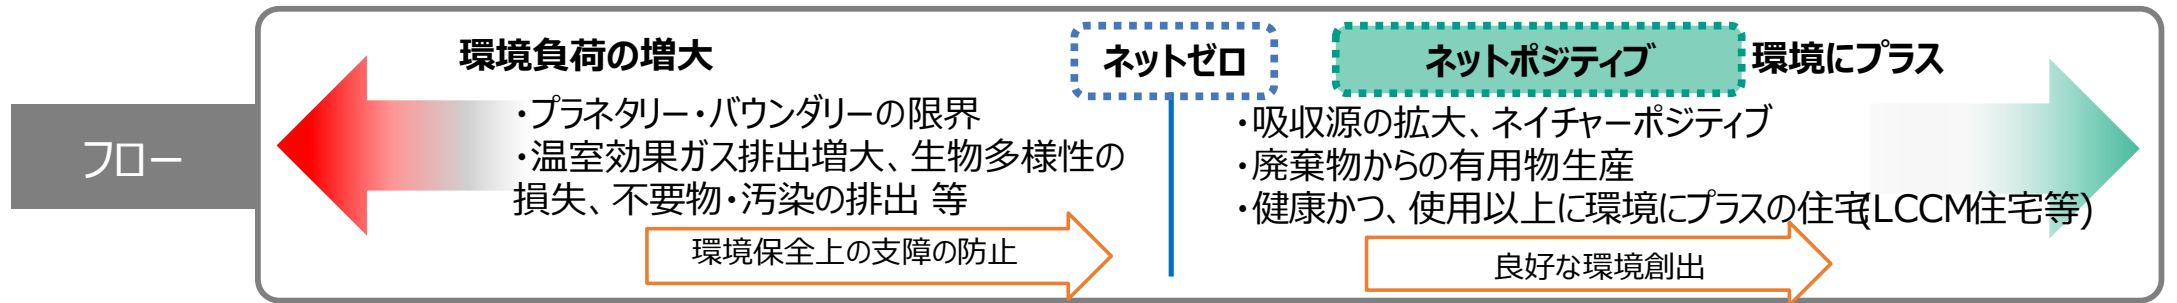 フロー
環境負荷の増大
・プラネタリー・バウンダリーの限界
・温室効果ガス排出増大、生物多様性の
損失、不要物・汚染の排出 等
環境保全上の支障の防止
ネットゼロ
ネットポジティブ
環境にプラス
・吸収源の拡大、ネイチャーポジティブ
・廃棄物からの有用物生産
・健康かつ、使用以上に環境にプラスの住宅(LCCM住宅等)
良好な環境創出